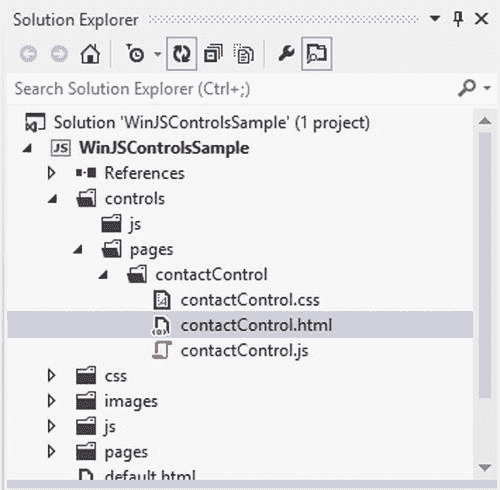 Solution Explorer
Search Solution Explorer (Ctrl+;)
Solution 'WinJSControlsSample' (1 project)
JS WinJSControlsSample
References
controls
js
pages
contactControl
contactControl.css
contactControl.html
contactControl.js
css
images
js
pages
default.html